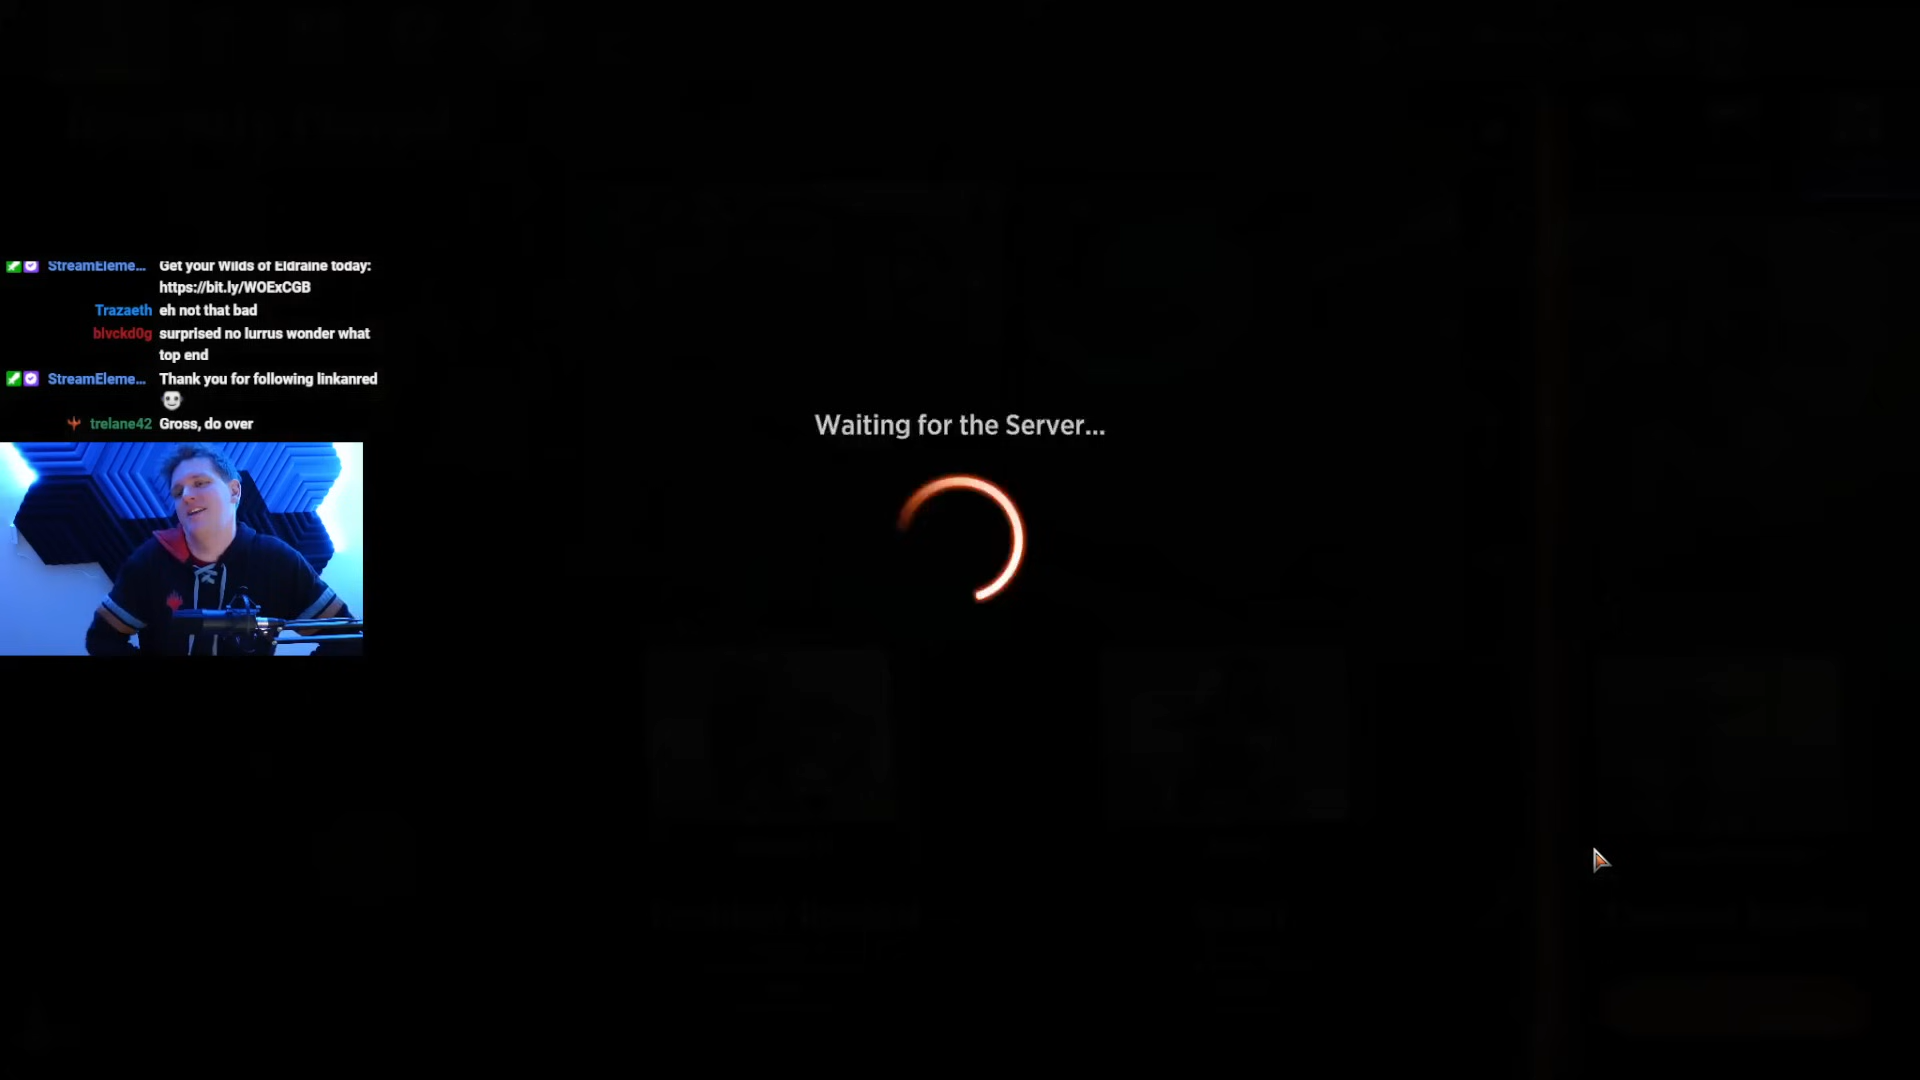 StreamEleme... Get your Wilds of Eldraine today:
https://bit.ly/WOExCGB
Trazaeth eh not that bad
blvckd0g surprised no lurrus wonder what
top end
StreamEleme... Thank you for following linkanred
trelane42 Gross, do over
Waiting for the Server...